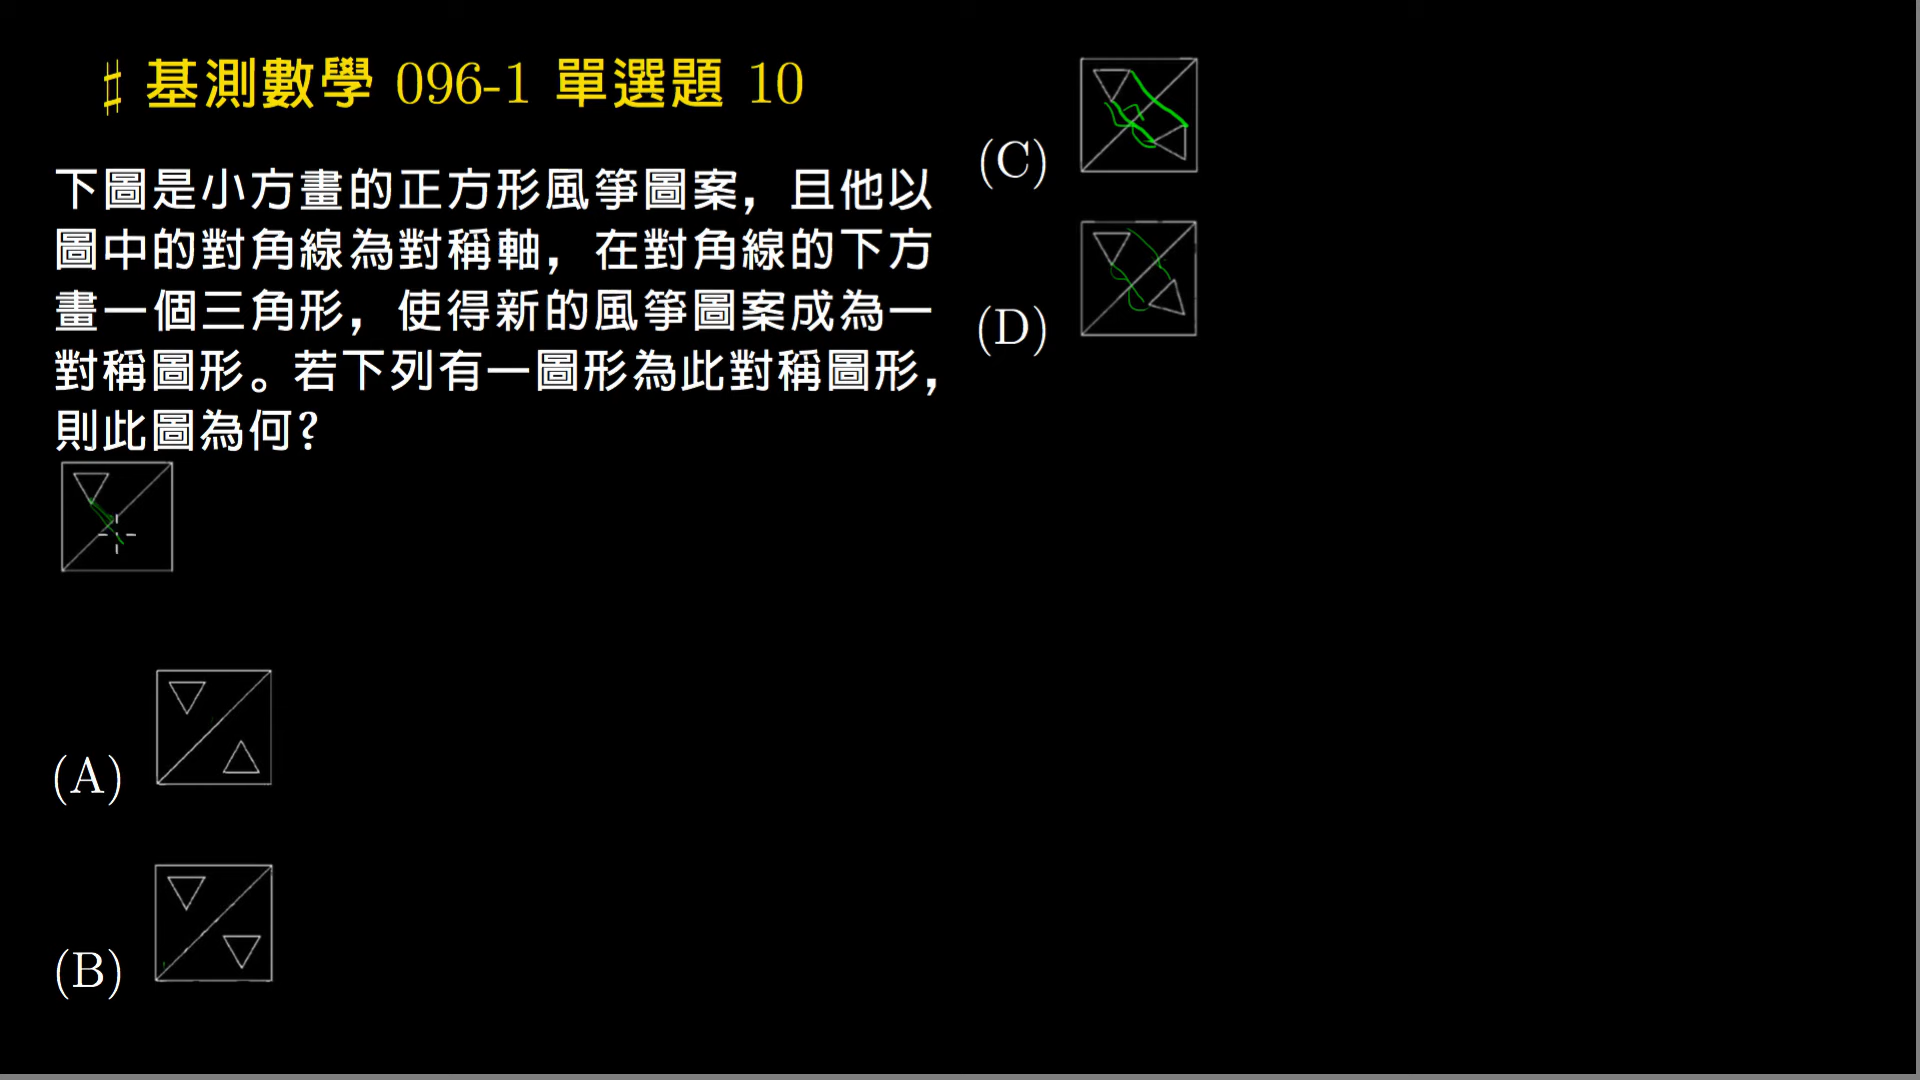 ♯ 基測數學 096-1 單選題 10
下圖是小方畫的正方形風箏圖案，且他以
圖中的對角線為對稱軸，在對角線的下方
畫一個三角形，使得新的風箏圖案成為一
對稱圖形。若下列有一圖形為此對稱圖形，
則此圖為何？
(A)
(B)
(C)
(D)